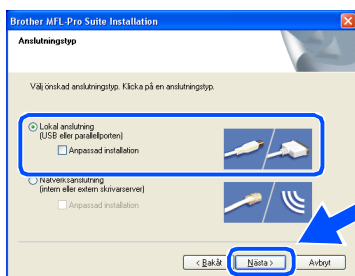 Brother MFL-Pro Suite Installation
Anslutningstyp
Välj önskad anslutningstyp. Klicka på en anslutningstyp.
Lokal anslutning
(USB eller parallellporten)
Anpassad installation
Nätverksanslutning
(intern eller extern skrivarserver)
Anpassad installation
< Bakåt
Nästa >
Avbryt